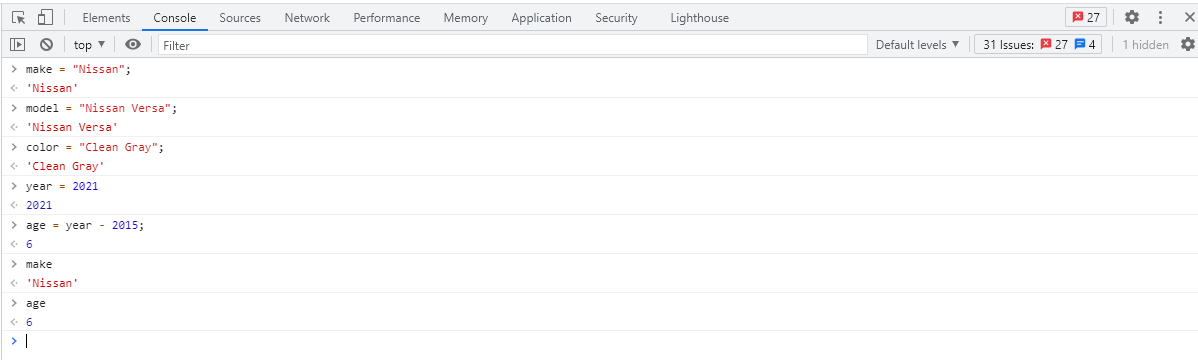 Elements Console Sources Network Performance Memory Application Security Lighthouse 27
top Filter Default levels 31 Issues: 27 4 1 hidden
make = "Nissan";
'Nissan'
model = "Nissan Versa";
'Nissan Versa'
color = "Clean Gray";
'Clean Gray'
year = 2021
2021
age = year - 2015;
6
make
'Nissan'
age
6